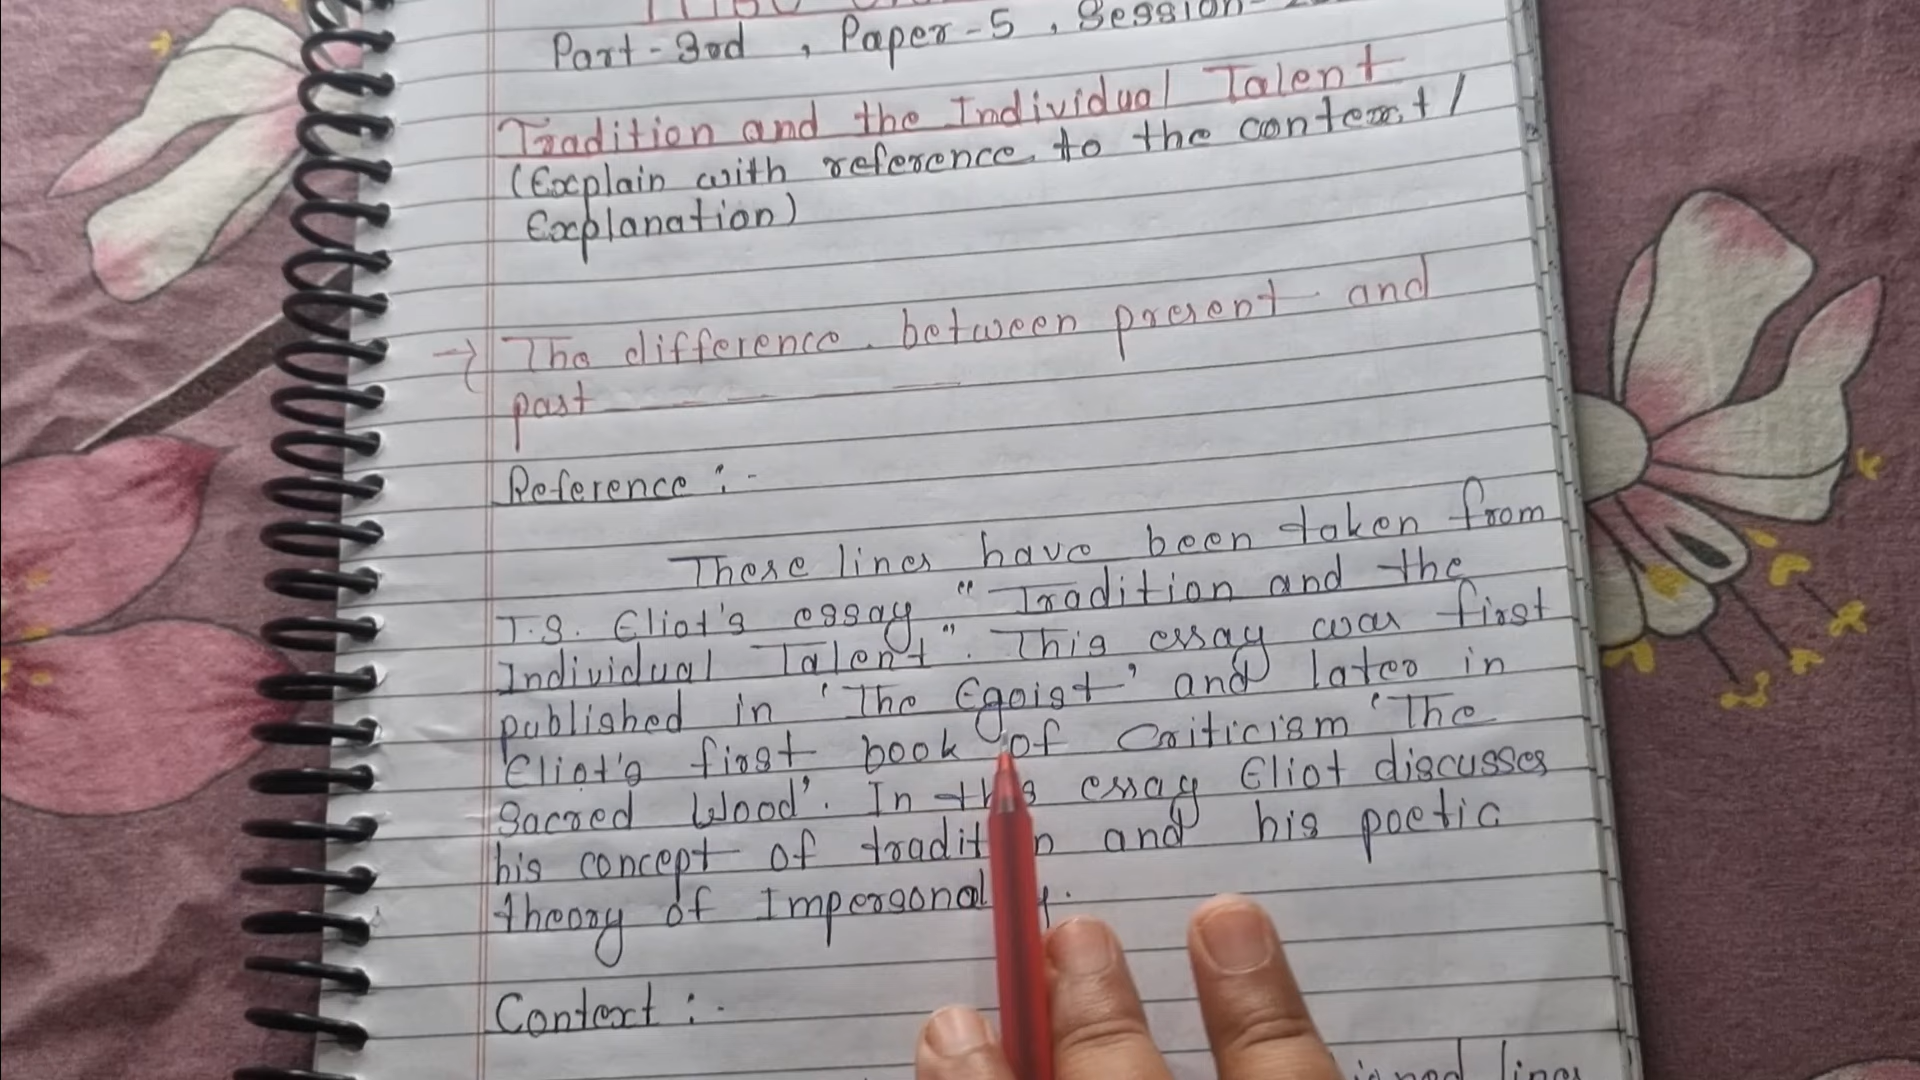 Part-3rd , Paper-5 , Session-
Tradition and the Individual Talent
(Explain with reference to the context/
Explanation)
→ The difference between present and
past
Reference :-
These lines have been taken from
T.S. Eliot's essay "Tradition and the
Individual Talent". This essay was first
published in 'The Egoist' and later in
Eliot's first book of Criticism 'The
Sacred Wood'. In this essay Eliot discusses
his concept of tradition and his poetic
theory of Impersonality.
Context :-
lines